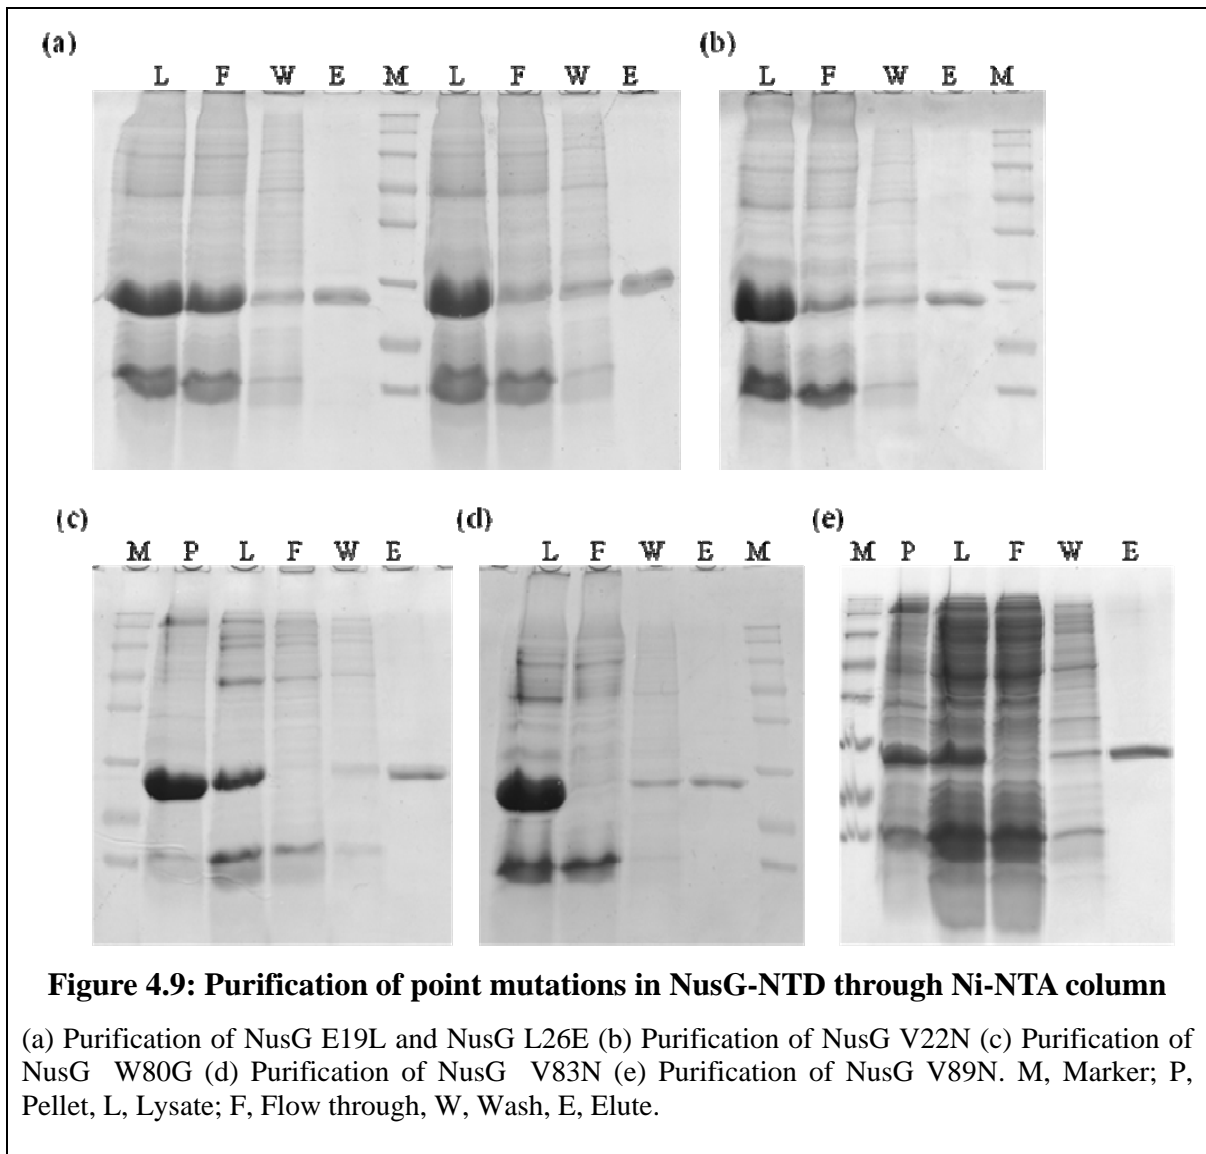 (a)
(b)
L F W E M L F W E
L F W E M
(c)
(d)
(e)
M P L F W E
L F W E M
M P L F W E
Figure 4.9: Purification of point mutations in NusG-NTD through Ni-NTA column
(a) Purification of NusG E19L and NusG L26E (b) Purification of NusG V22N (c) Purification of
NusG W80G (d) Purification of NusG V83N (e) Purification of NusG V89N. M, Marker; P,
Pellet, L, Lysate; F, Flow through, W, Wash, E, Elute.